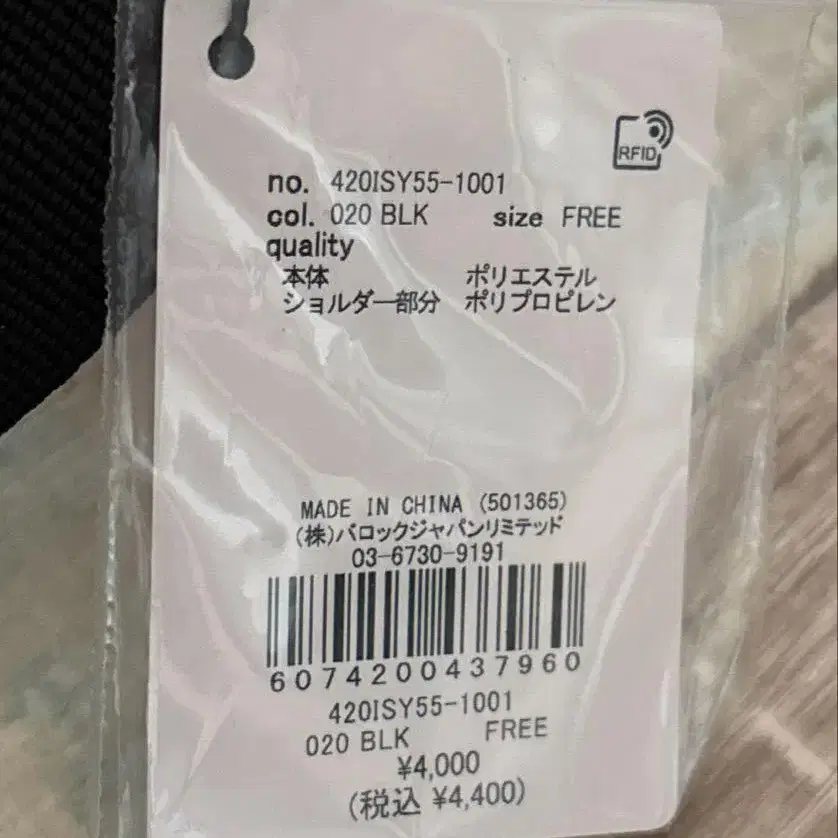 RFID
no. 420ISY55-1001
col. 020 BLK size FREE
quality
本体 ポリエステル
ショルダー部分 ポリプロピレン
MADE IN CHINA (501365)
(株)バロックジャパンリミテッド
03-6730-9191
6074200437960
420ISY55-1001
020 BLK FREE
¥4,000
(税込 ¥4,400)